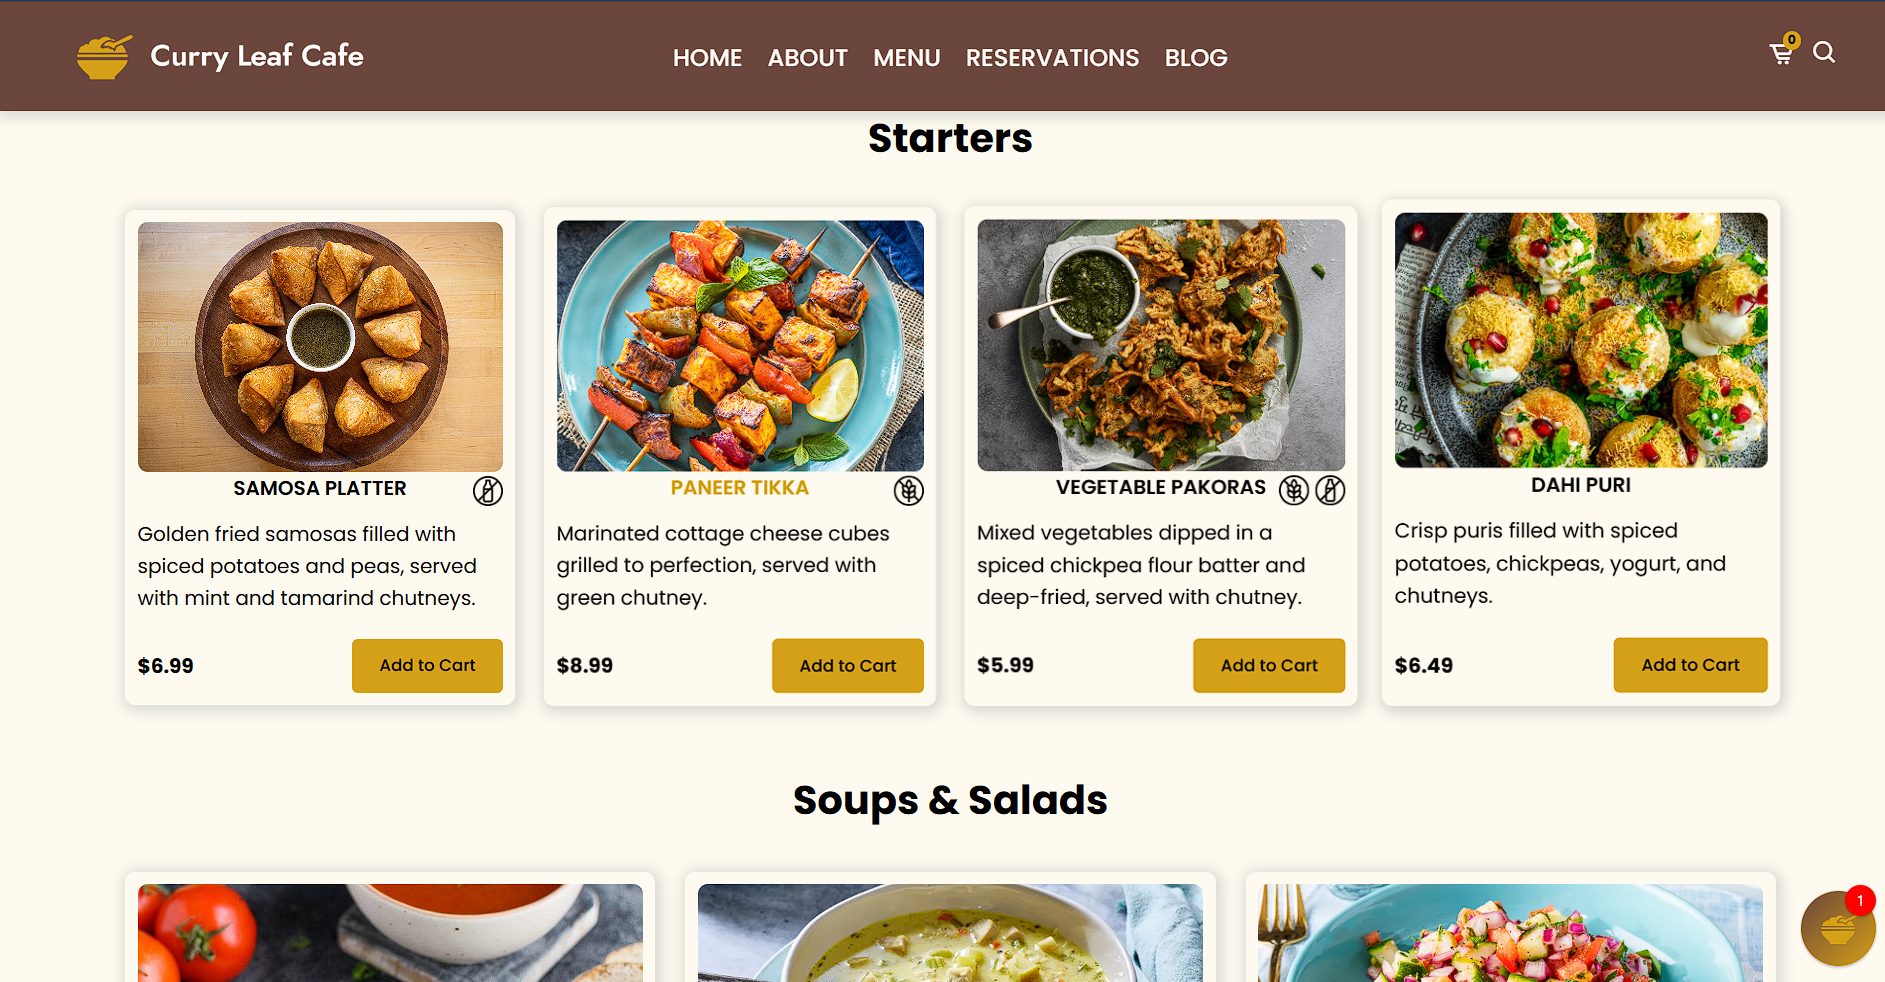 Curry Leaf Cafe
HOME ABOUT MENU RESERVATIONS BLOG
0
Starters
SAMOSA PLATTER
Golden fried samosas filled with
spiced potatoes and peas, served
with mint and tamarind chutneys.
$6.99
Add to Cart
PANEER TIKKA
Marinated cottage cheese cubes
grilled to perfection, served with
green chutney.
$8.99
Add to Cart
VEGETABLE PAKORAS
Mixed vegetables dipped in a
spiced chickpea flour batter and
deep-fried, served with chutney.
$5.99
Add to Cart
DAHI PURI
Crisp puris filled with spiced
potatoes, chickpeas, yogurt, and
chutneys.
$6.49
Add to Cart
Soups & Salads
1